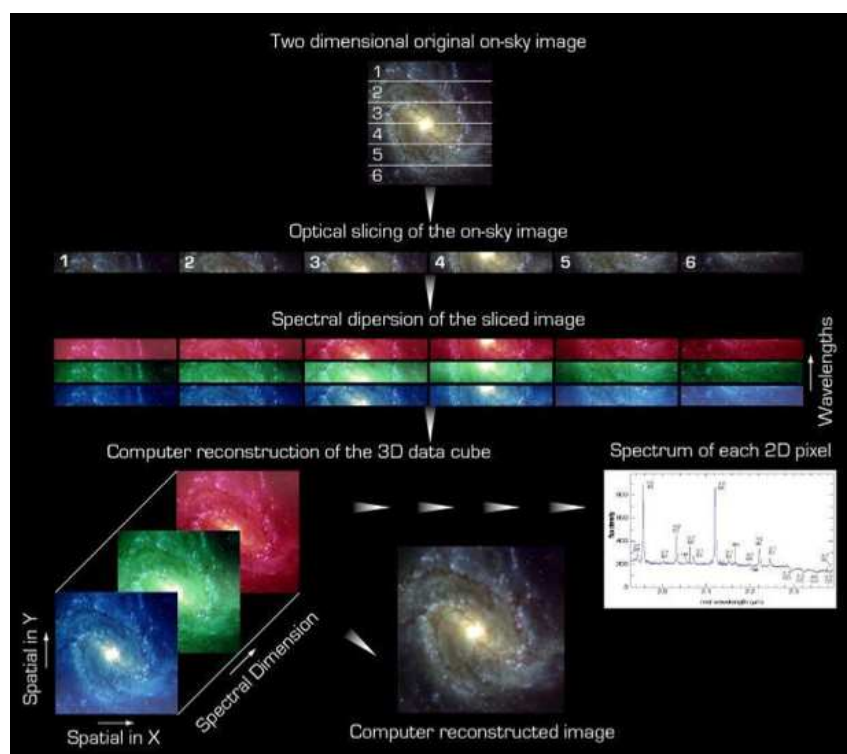 Two dimensional original on-sky image
1
2
3
4
5
6
Optical slicing of the on-sky image
1 2 3 4 5 6
Spectral dipersion of the sliced image
Wavelengths
Computer reconstruction of the 3D data cube
Spectrum of each 2D pixel
Spatial in Y
Spatial in X
Spectral Dimension
Computer reconstructed image